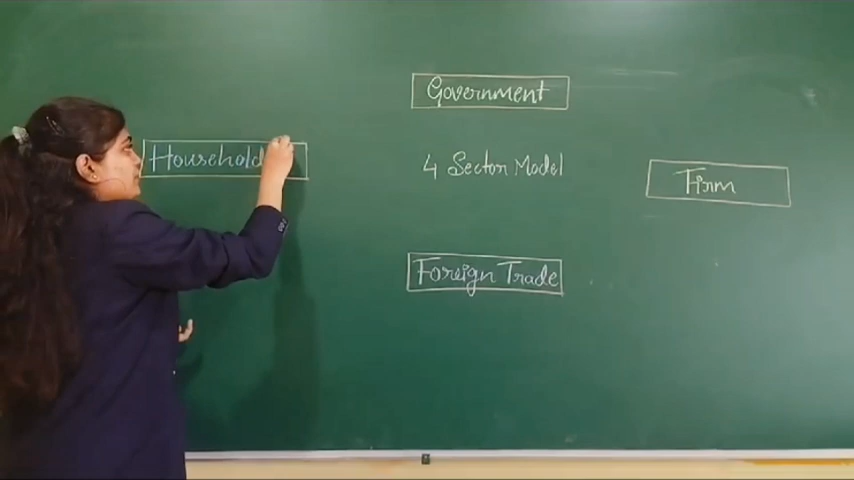 Government
Household
4 Sector Model
Firm
Foreign Trade